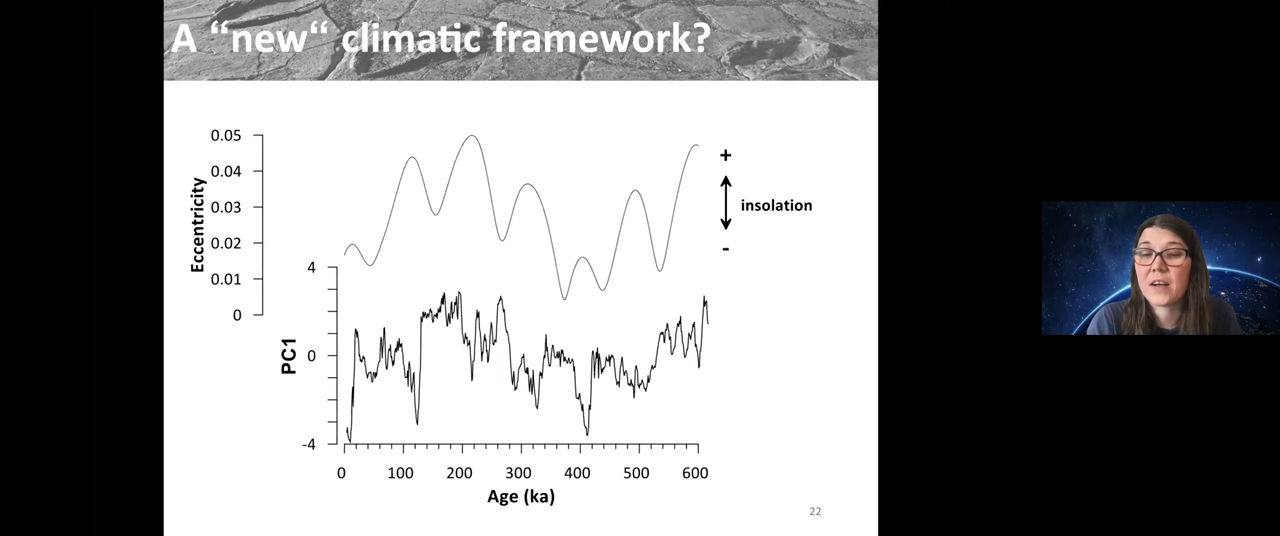 A “new“ climatic framework?
0.05
0.04
0.03
0.02
0.01
0
Eccentricity
+
insolation
-
4
0
-4
PC1
0 100 200 300 400 500 600
Age (ka)
22